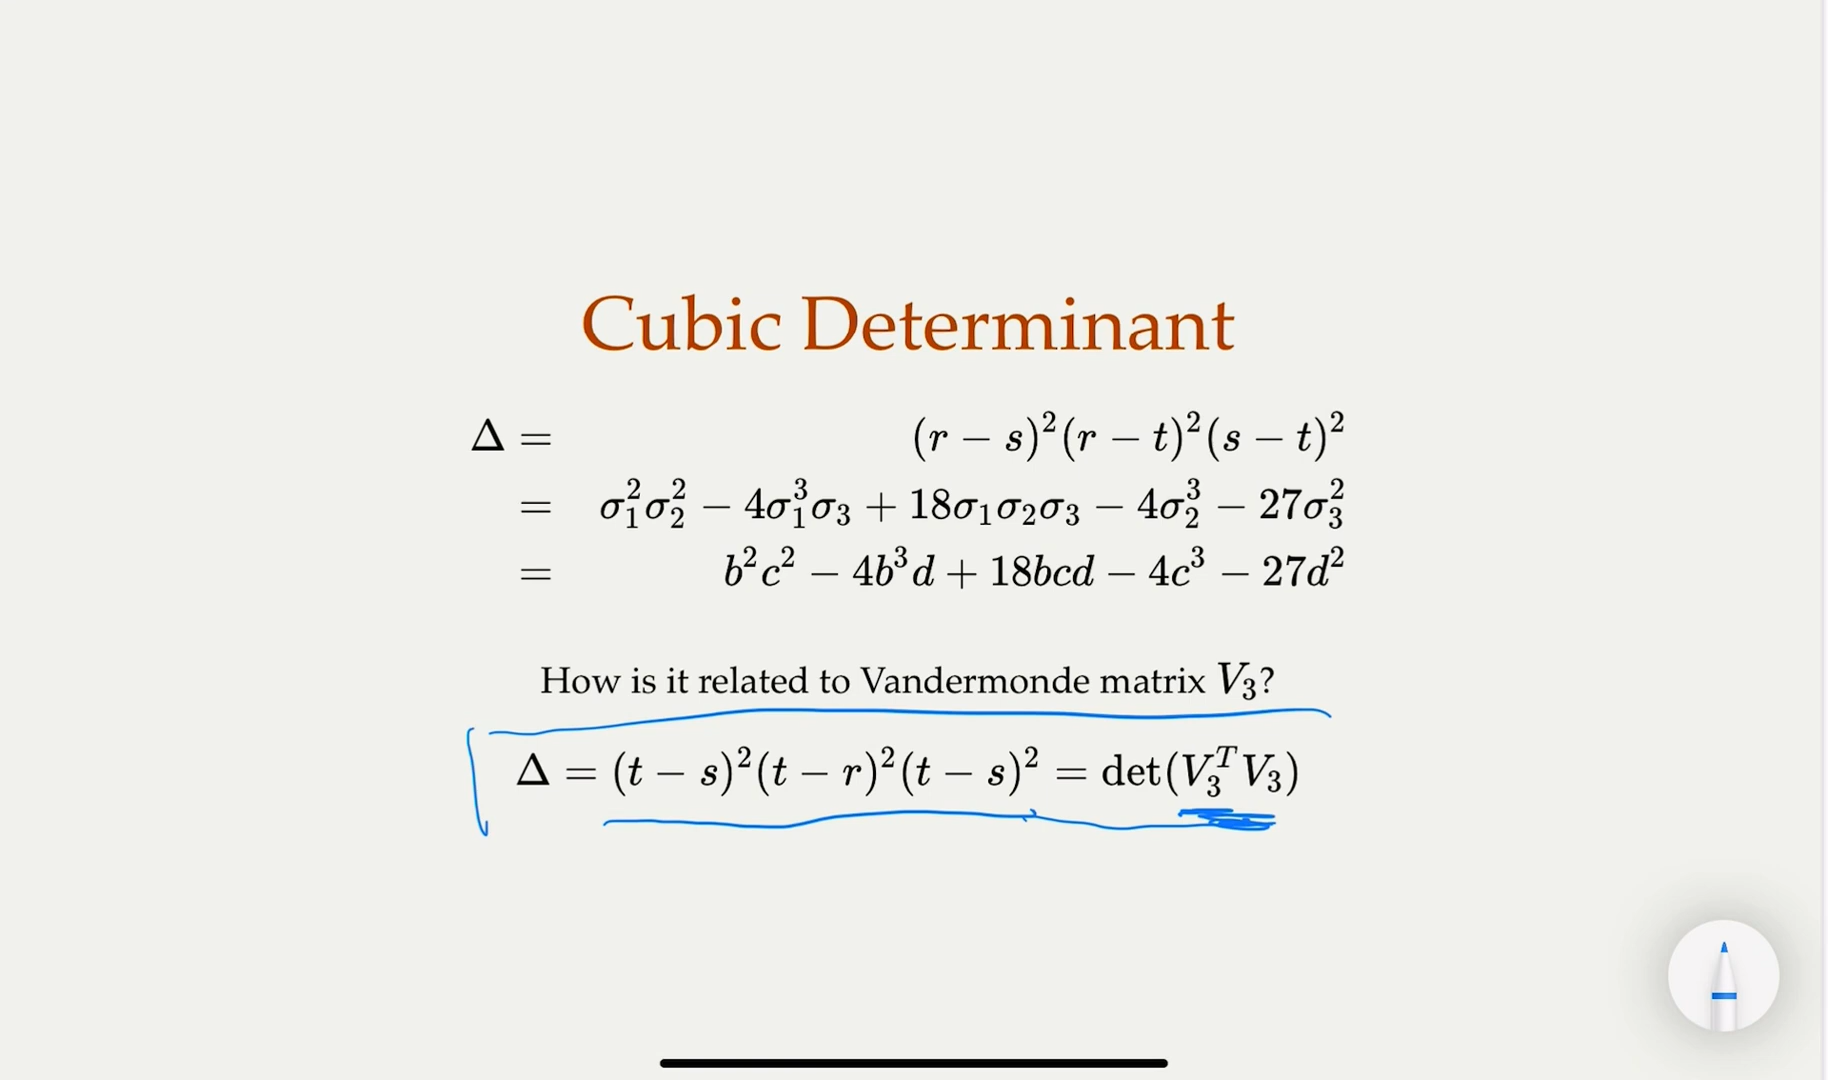 Cubic Determinant
Δ = (r − s)²(r − t)²(s − t)²
= σ₁²σ₂² − 4σ₁³σ₃ + 18σ₁σ₂σ₃ − 4σ₂³ − 27σ₃²
= b²c² − 4b³d + 18bcd − 4c³ − 27d²
How is it related to Vandermonde matrix V₃?
Δ = (t − s)²(t − r)²(t − s)² = det(V₃ᵀV₃)